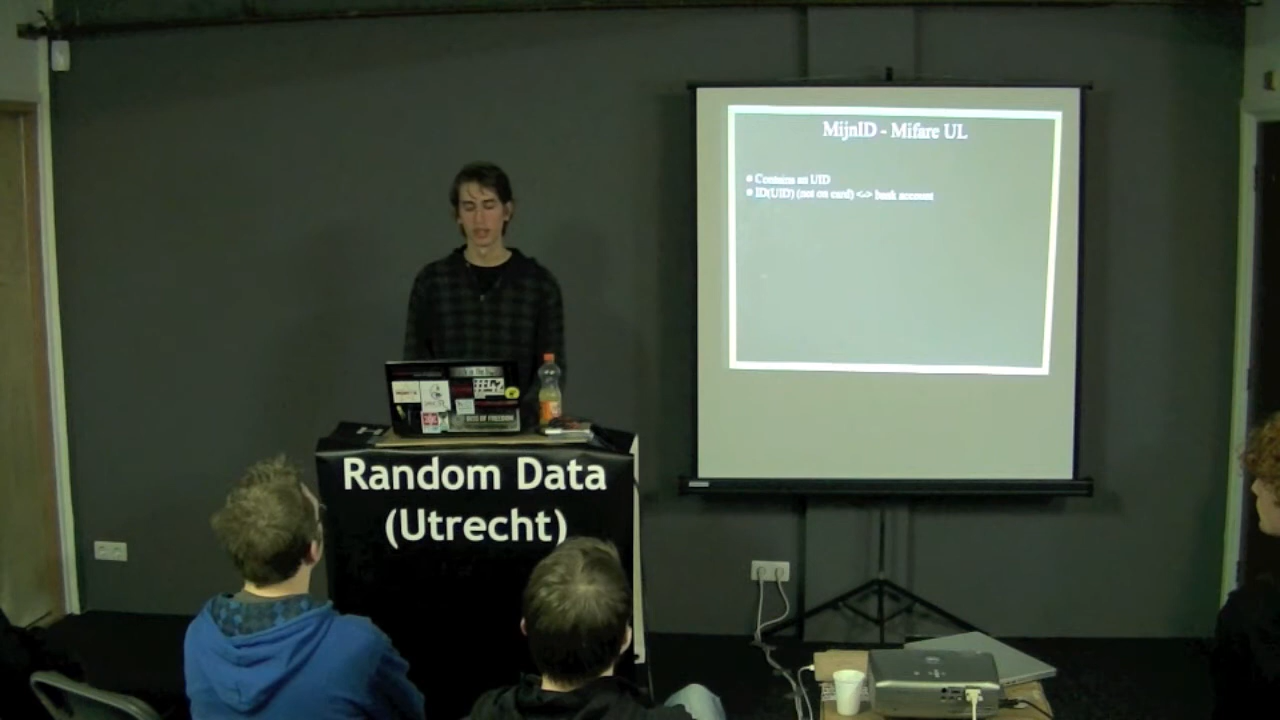 MijnID - Mifare UL
Contains an UID
ID(UID) (not on card) <-> bank account
Random Data
(Utrecht)